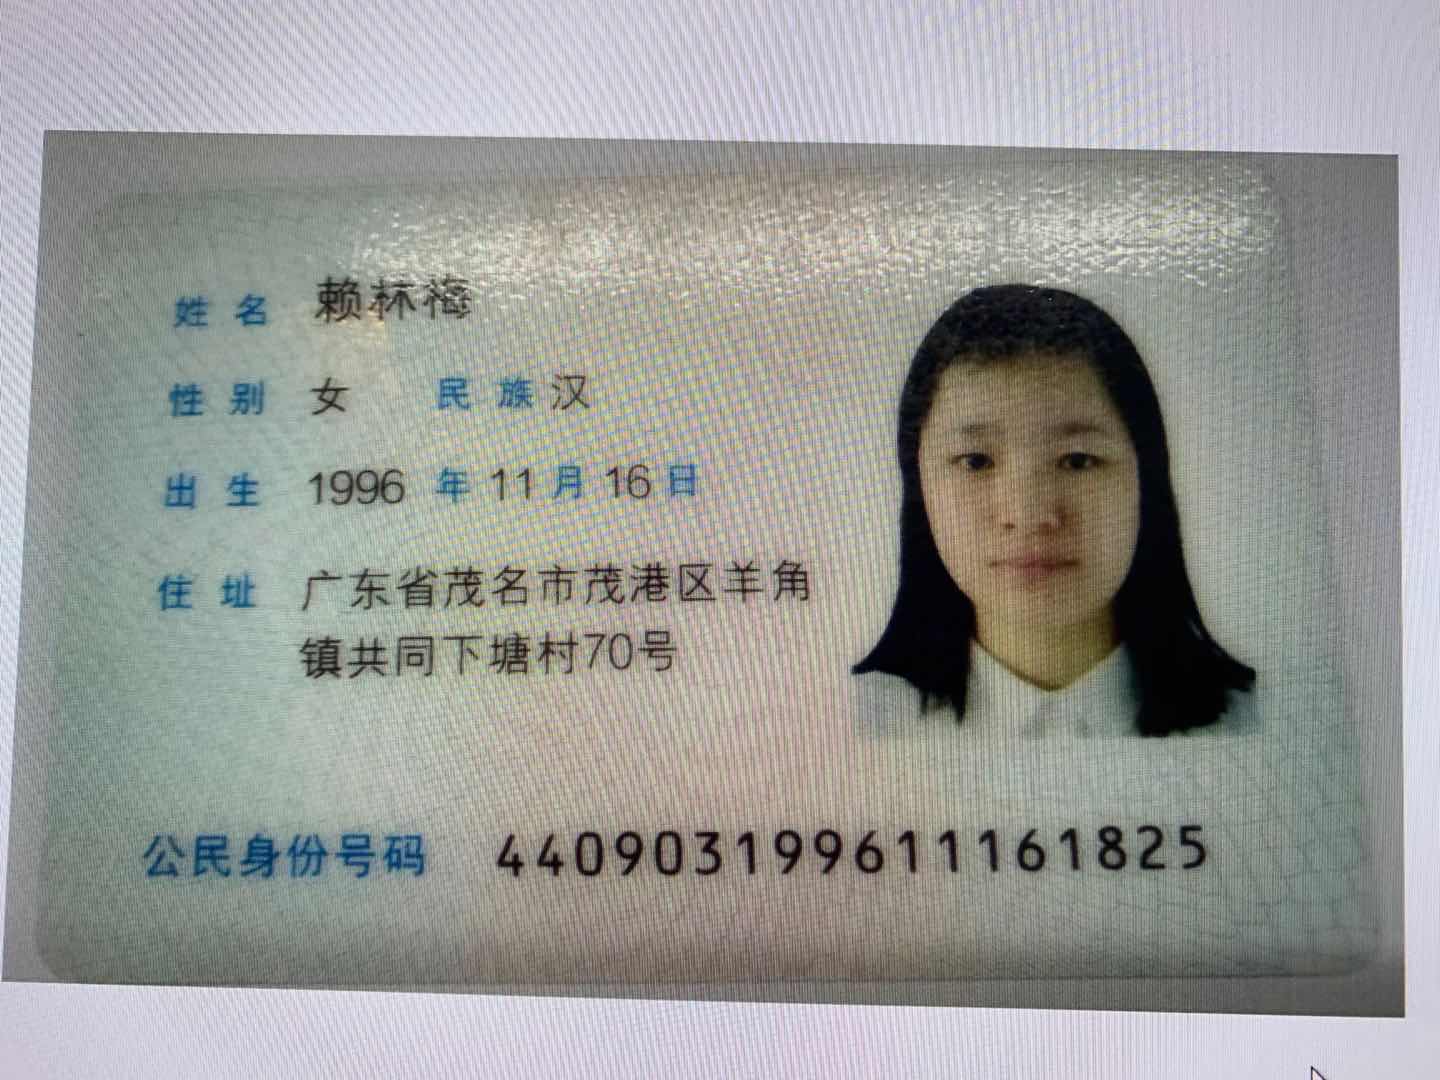 姓名 赖林梅
性别 女 民族 汉
出生 1996 年 11 月 16 日
住址 广东省茂名市茂港区羊角
镇共同下塘村70号
公民身份号码 440903199611161825